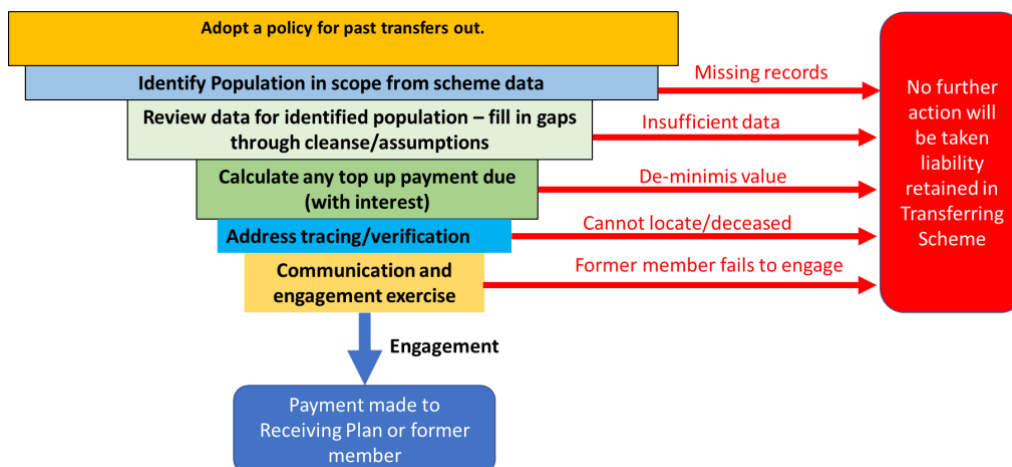 Adopt a policy for past transfers out.
Identify Population in scope from scheme data
Missing records
Review data for identified population – fill in gaps
through cleanse/assumptions
Insufficient data
Calculate any top up payment due
(with interest)
De-minimis value
Address tracing/verification
Cannot locate/deceased
Communication and
engagement exercise
Former member fails to engage
No further
action will
be taken
liability
retained in
Transferring
Scheme
Engagement
Payment made to
Receiving Plan or former
member